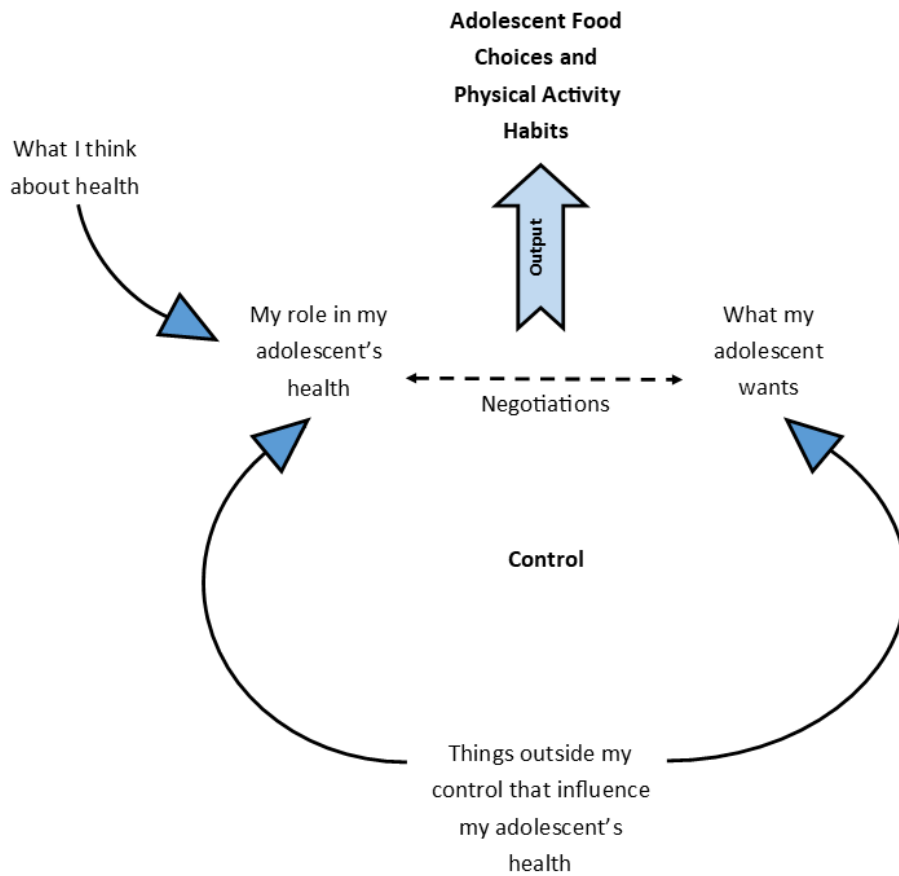 Adolescent Food
Choices and
Physical Activity
Habits
What I think
about health
Output
My role in my
adolescent’s
health
What my
adolescent
wants
Negotiations
Control
Things outside my
control that influence
my adolescent’s
health